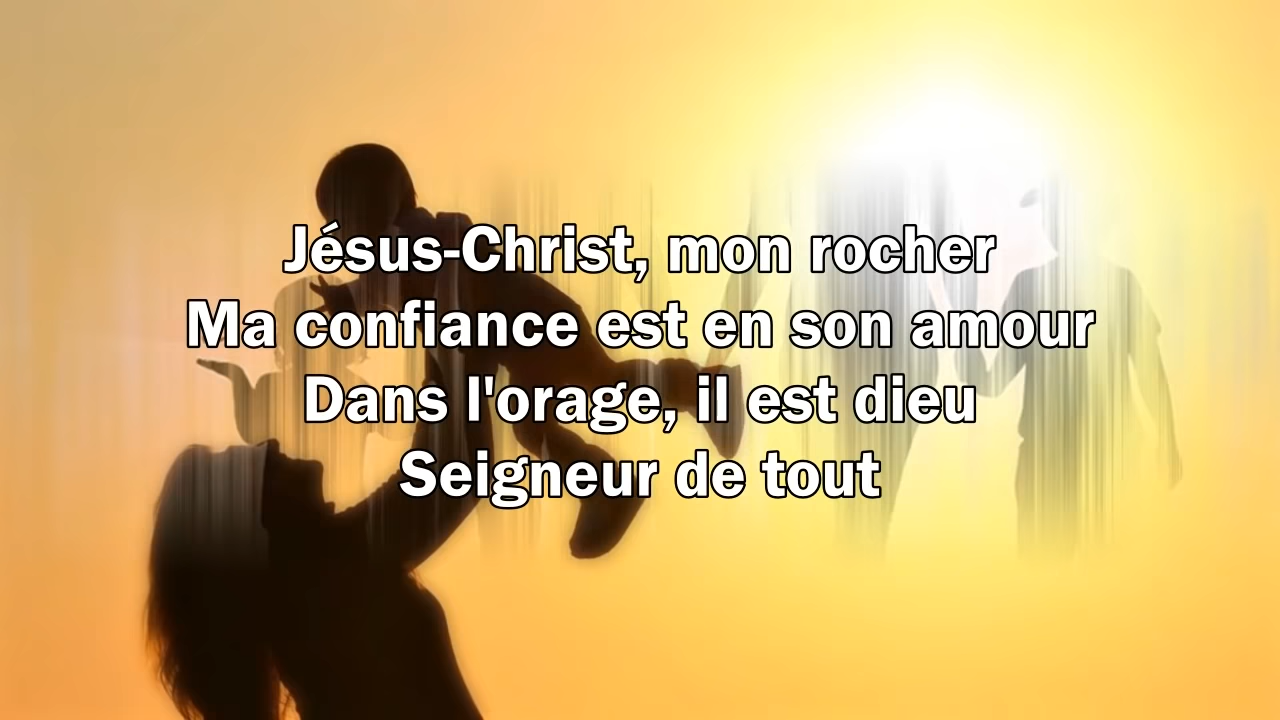 Jésus-Christ, mon rocher
Ma confiance est en son amour
Dans l'orage, il est dieu
Seigneur de tout